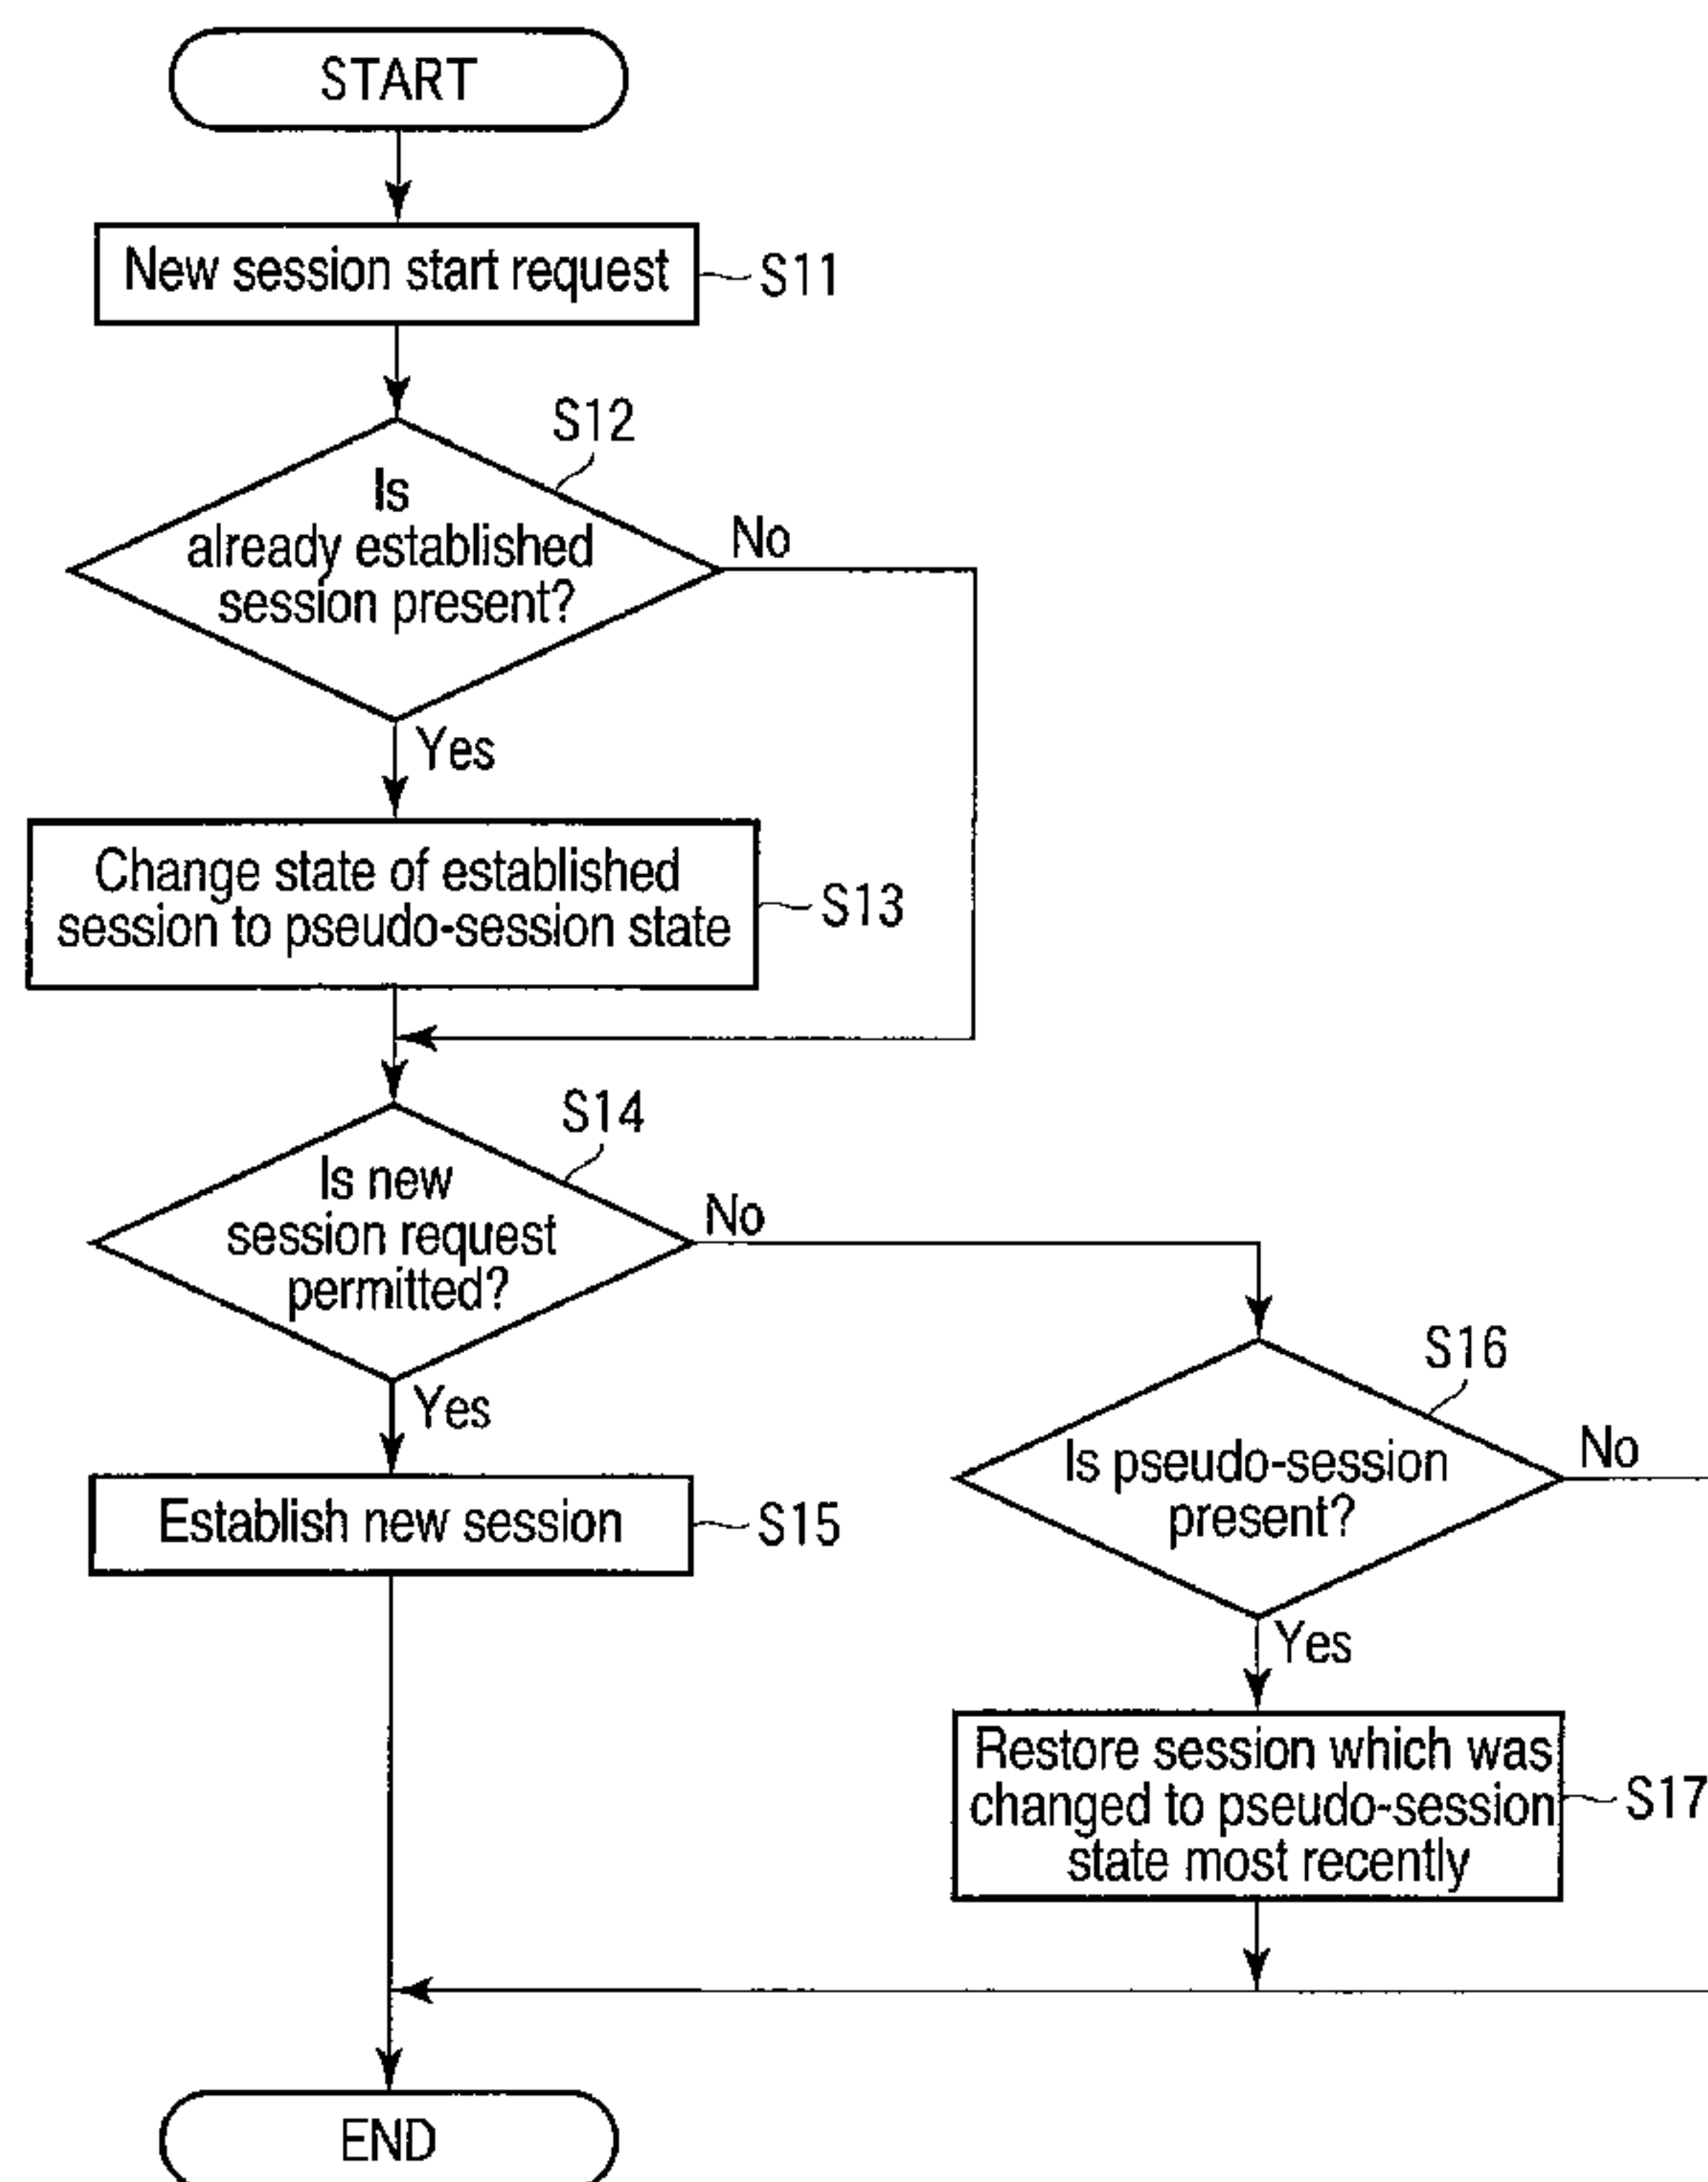 START
New session start request
S11
S12
Is
already established
session present?
No
Yes
Change state of established
session to pseudo-session state
S13
S14
Is new
session request
permitted?
No
Yes
S16
Is pseudo-session
present?
No
Establish new session
S15
Yes
Restore session which was
changed to pseudo-session
state most recently
S17
END